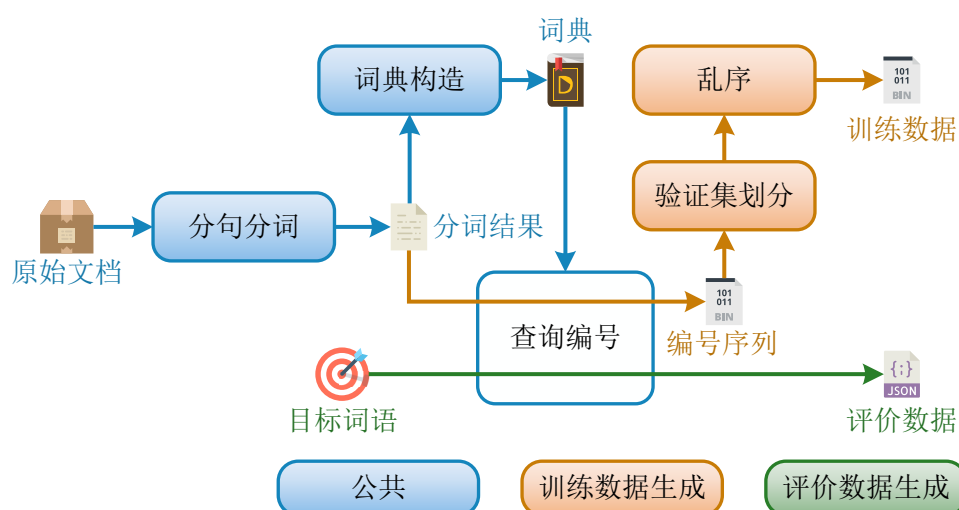 词典
词典构造
乱序
101
011
BIN
训练数据
D
验证集划分
分句分词
分词结果
原始文档
101
011
BIN
查询编号
编号序列
{;}
JSON
目标词语
评价数据
公共
训练数据生成
评价数据生成